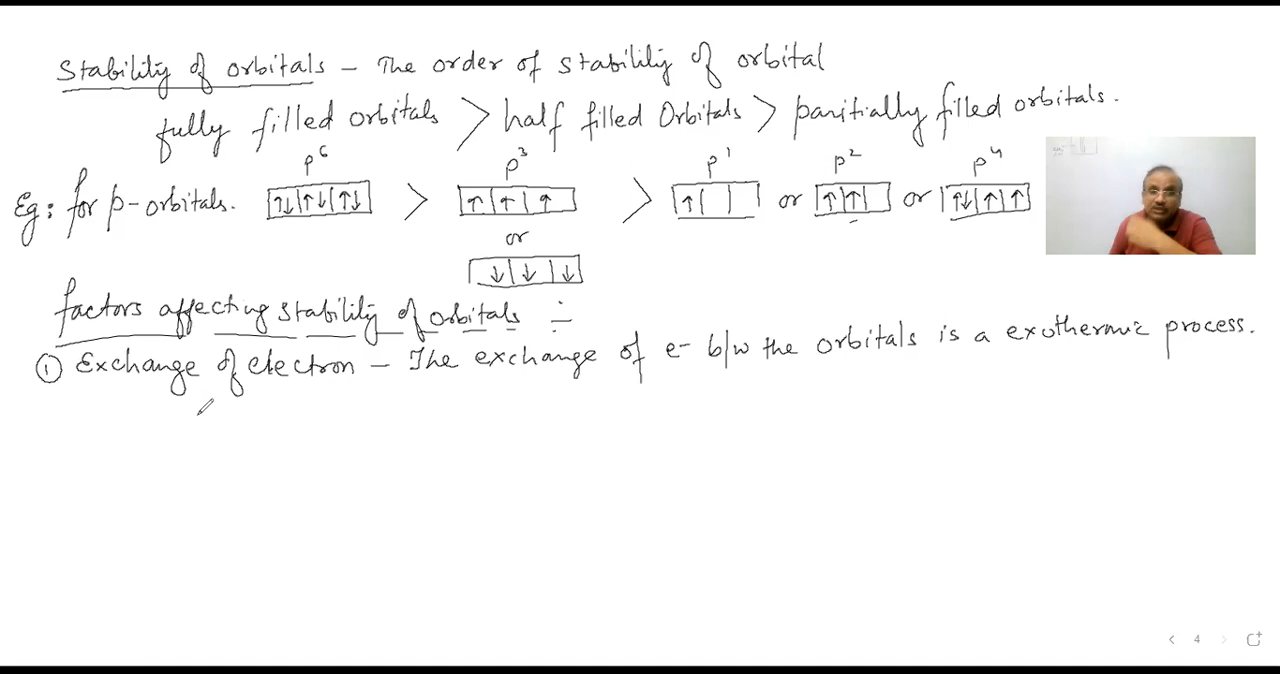 Stability of orbitals - The order of stability of orbital
fully filled orbitals > half filled Orbitals > paritially filled orbitals.
p6 p3 p1 p2 p4
Eg: for p-orbitals. ↑↓ ↑↓ ↑↓ > ↑ ↑ ↑ > ↑ or ↑ ↑ or ↑↓ ↑ ↑
or
↓ ↓ ↓
factors affecting stability of orbitals :-
① Exchange of electron - The exchange of e- b/w the orbitals is a exothermic process.
4